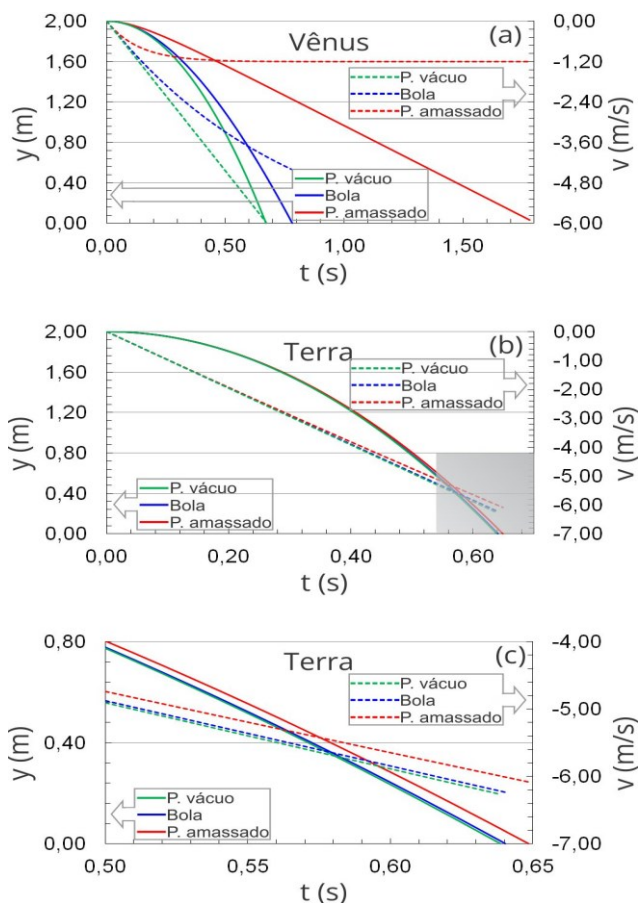 2,00
1,60
1,20
0,80
0,40
0,00
y (m)
Vênus
(a)
P. vácuo
Bola
P. amassado
P. vácuo
Bola
P. amassado
0,00
-1,20
-2,40
-3,60
-4,80
-6,00
v (m/s)
0,00 0,50 1,00 1,50
t (s)
2,00
1,60
1,20
0,80
0,40
0,00
y (m)
Terra
(b)
P. vácuo
Bola
P. amassado
P. vácuo
Bola
P. amassado
0,00
-1,00
-2,00
-3,00
-4,00
-5,00
-6,00
-7,00
v (m/s)
0,00 0,20 0,40 0,60
t (s)
0,80
0,40
0,00
y (m)
Terra
(c)
P. vácuo
Bola
P. amassado
P. vácuo
Bola
P. amassado
-4,00
-5,00
-6,00
-7,00
v (m/s)
0,50 0,55 0,60 0,65
t (s)